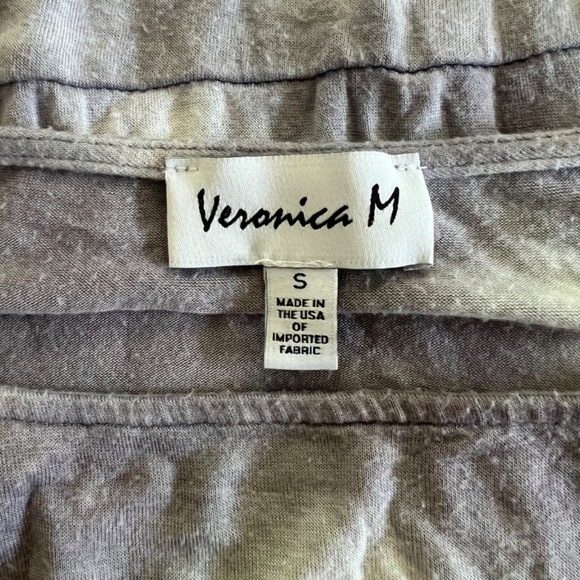 Veronica M
S
MADE IN
THE USA
OF
IMPORTED
FABRIC